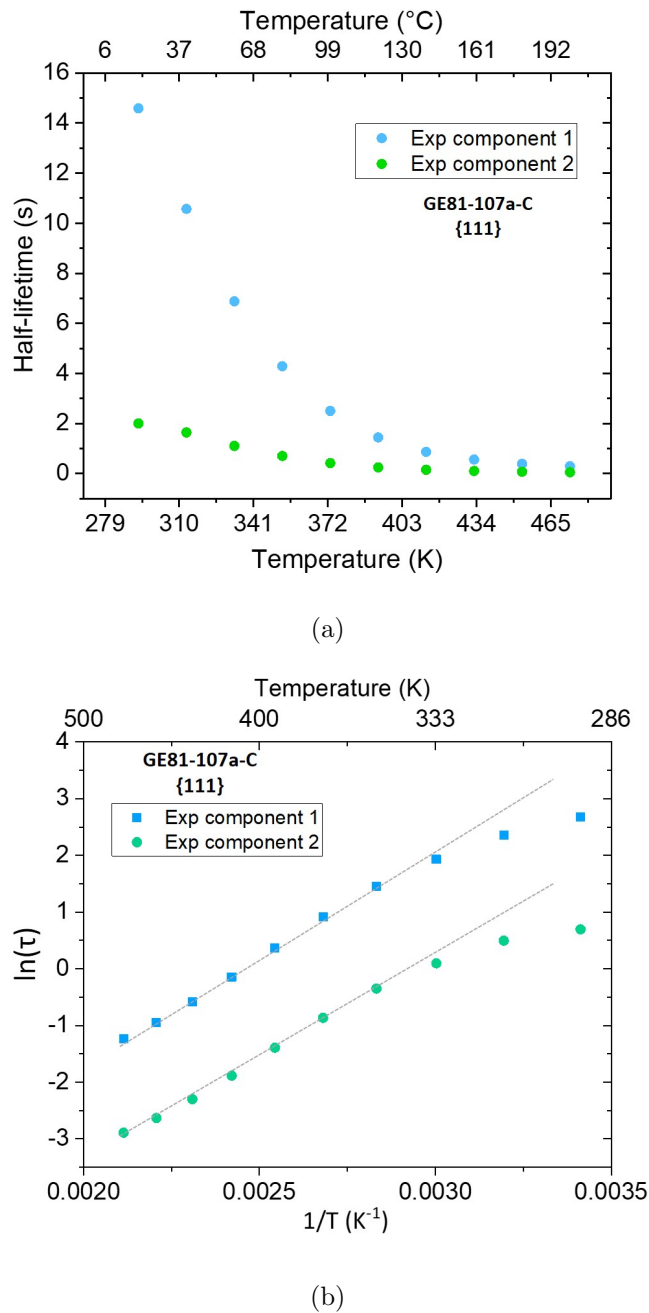 Temperature (°C)
6 37 68 99 130 161 192
16
14
12
10
8
6
4
2
0
Half-lifetime (s)
Exp component 1
Exp component 2
GE81-107a-C
{111}
279 310 341 372 403 434 465
Temperature (K)
(a)
Temperature (K)
500 400 333 286
4
3
2
1
0
-1
-2
-3
ln(τ)
GE81-107a-C
{111}
Exp component 1
Exp component 2
0.0020 0.0025 0.0030 0.0035
1/T (K⁻¹)
(b)